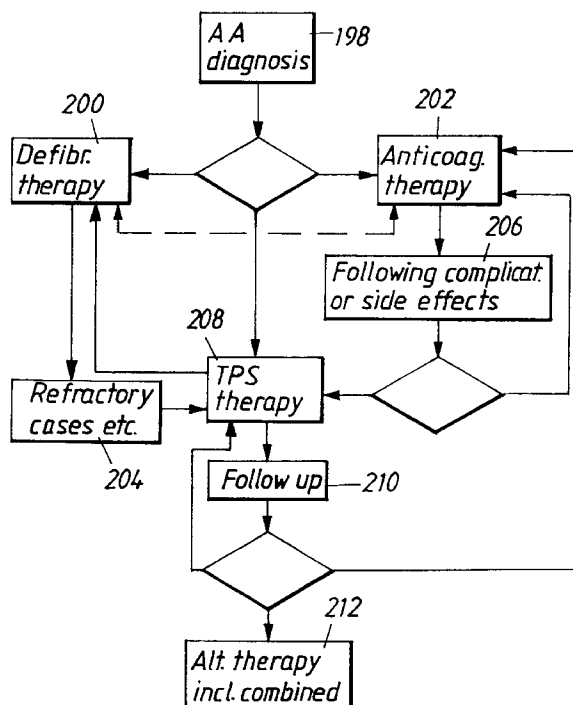 AA
diagnosis
198
200
202
Defibr.
therapy
Anticoag.
therapy
206
Following complicat.
or side effects
208
TPS
therapy
Refractory
cases etc.
204
Follow up
210
212
Alt. therapy
incl. combined